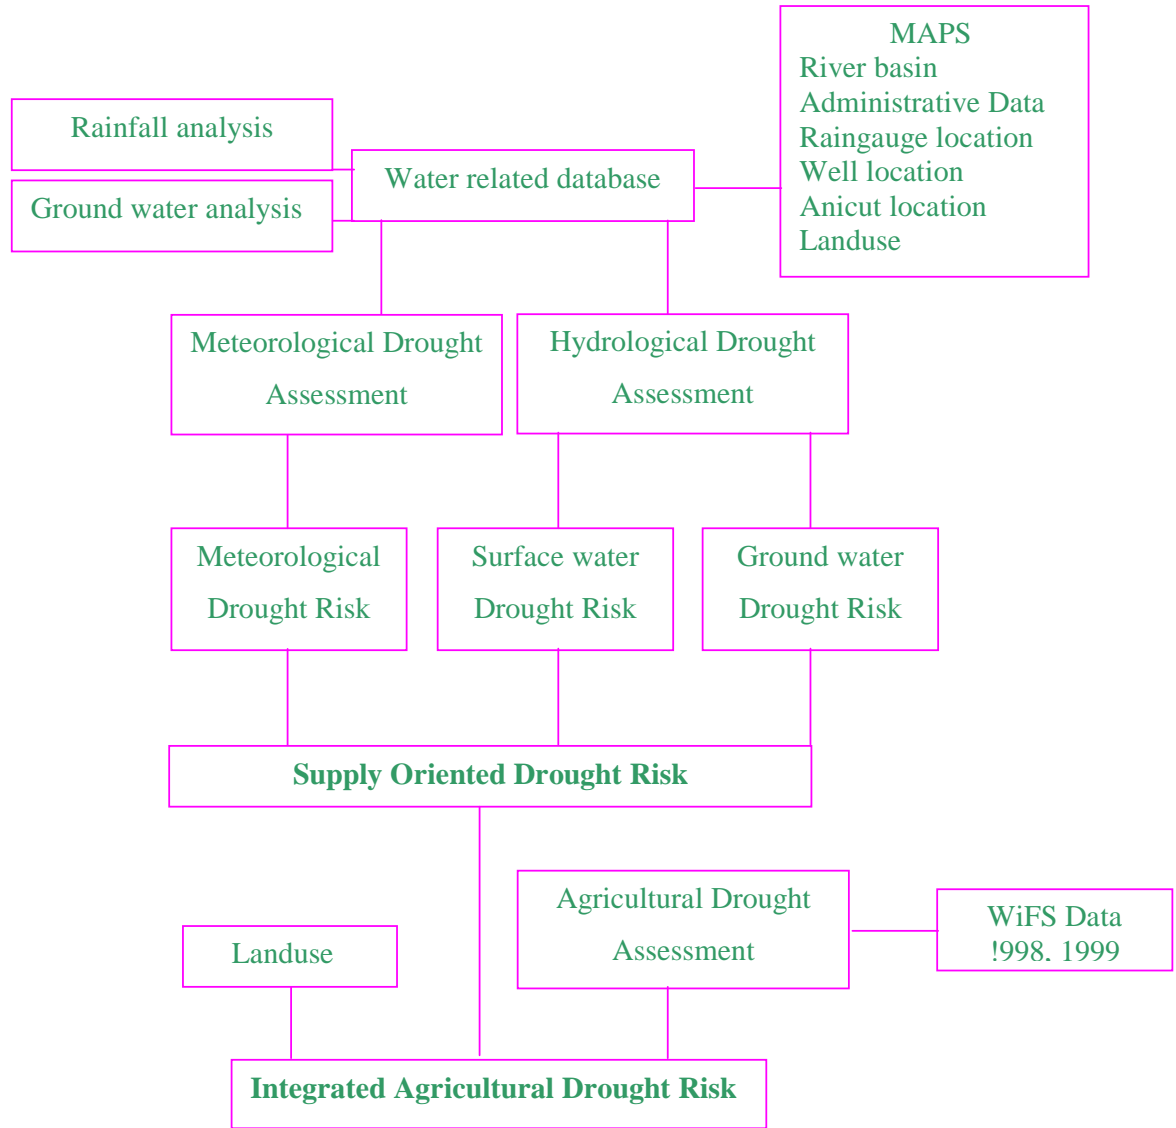 MAPS
River basin
Administrative Data
Raingauge location
Well location
Anicut location
Landuse
Rainfall analysis
Ground water analysis
Water related database
Meteorological Drought
Assessment
Hydrological Drought
Assessment
Meteorological
Drought Risk
Surface water
Drought Risk
Ground water
Drought Risk
Supply Oriented Drought Risk
Agricultural Drought
Assessment
WiFS Data
!998, 1999
Landuse
Integrated Agricultural Drought Risk